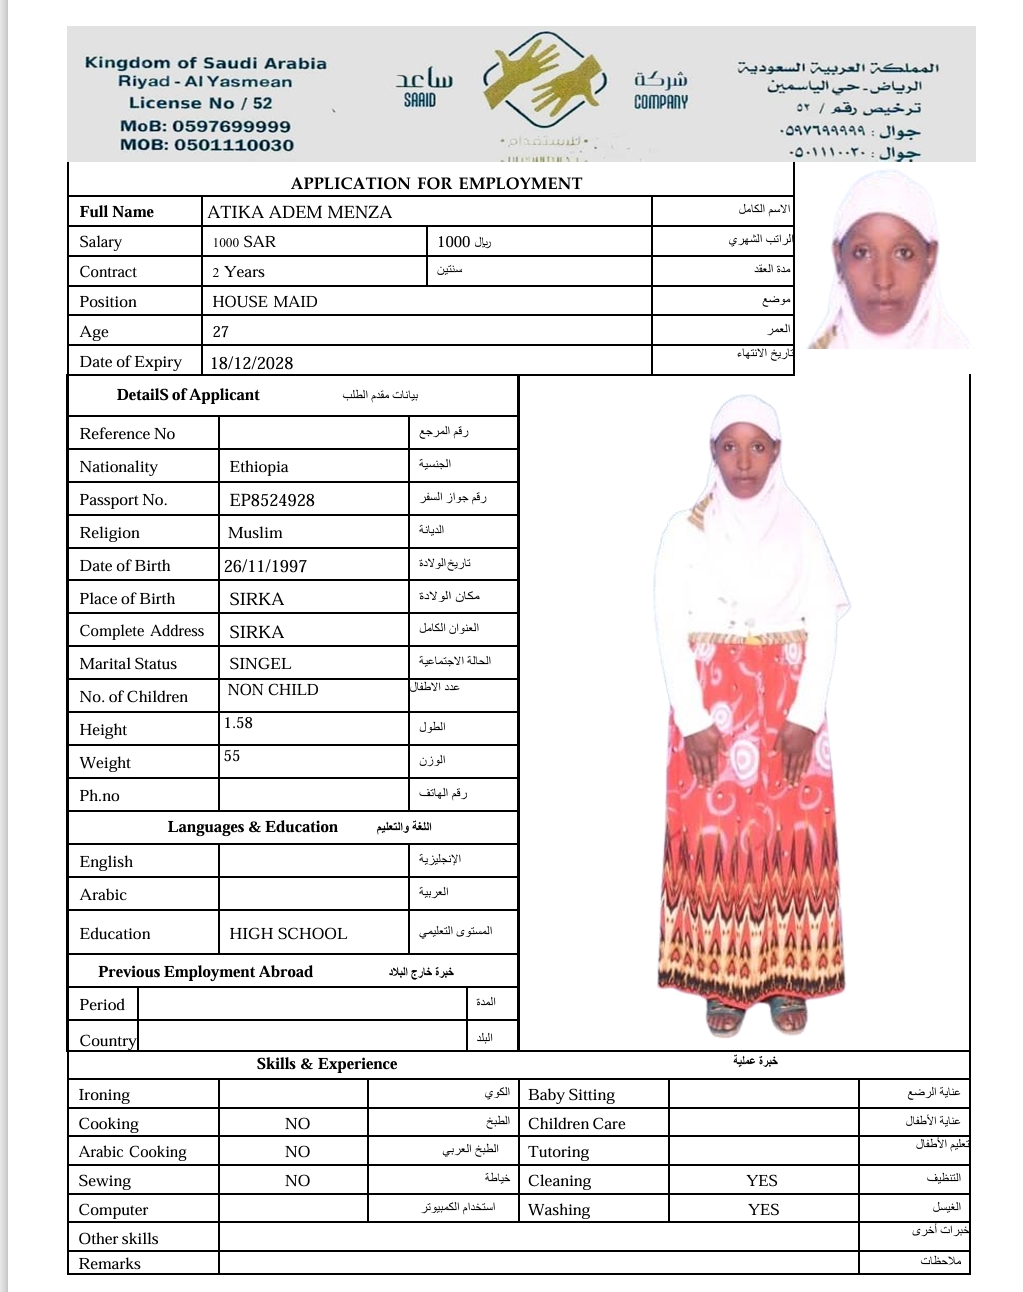 Kingdom of Saudi Arabia
Riyad - Al Yasmean
License No / 52
MoB: 0597699999
MOB: 0501110030
ساعد
SAAID
شركة
COMPANY
للاستقدام
المملكة العربية السعودية
الرياض - حي الياسمين
ترخيص رقم / ٥٢
جوال : ٠٥٩٧٦٩٩٩٩٩
جوال : ٠٥٠١١١٠٠٣٠
APPLICATION FOR EMPLOYMENT
Full Name ATIKA ADEM MENZA الاسم الكامل
Salary 1000 SAR 1000 ريال الراتب الشهري
Contract 2 Years سنتين مدة العقد
Position HOUSE MAID موضع
Age 27 العمر
Date of Expiry 18/12/2028 تاريخ الانتهاء
DetailS of Applicant بيانات مقدم الطلب
Reference No رقم المرجع
Nationality Ethiopia الجنسية
Passport No. EP8524928 رقم جواز السفر
Religion Muslim الديانة
Date of Birth 26/11/1997 تاريخ الولادة
Place of Birth SIRKA مكان الولادة
Complete Address SIRKA العنوان الكامل
Marital Status SINGEL الحالة الاجتماعية
No. of Children NON CHILD عدد الاطفال
Height 1.58 الطول
Weight 55 الوزن
Ph.no رقم الهاتف
Languages & Education اللغة والتعليم
English الإنجليزية
Arabic العربية
Education HIGH SCHOOL المستوى التعليمي
Previous Employment Abroad خبرة خارج البلاد
Period المدة
Country البلد
Skills & Experience خبرة عملية
Ironing الكوي Baby Sitting عناية الرضع
Cooking NO الطبخ Children Care عناية الأطفال
Arabic Cooking NO الطبخ العربي Tutoring تعليم الأطفال
Sewing NO خياطة Cleaning YES التنظيف
Computer استخدام الكمبيوتر Washing YES الغيسل
Other skills خبرات أخرى
Remarks ملاحظات